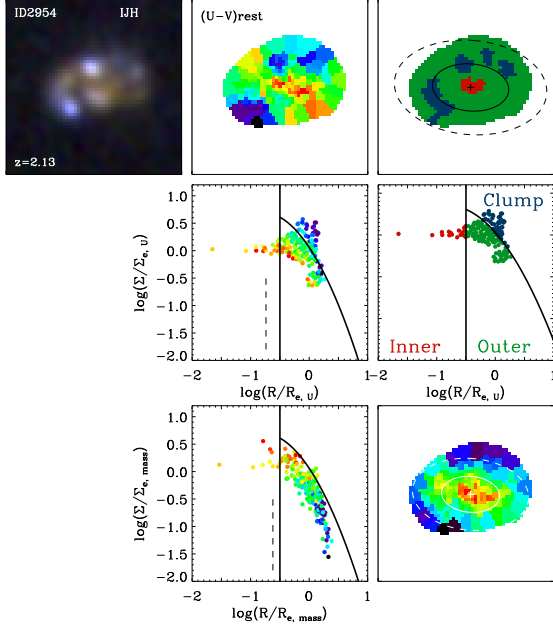 ID2954 IJH
z=2.13
(U−V)rest
1.0
0.5
0.0
−0.5
−1.0
−1.5
−2.0
log(Σ/Σe, U)
−2 −1 0 1
log(R/Re, U)
Clump
Inner Outer
−2 −1 0 1
log(R/Re, U)
1.0
0.5
0.0
−0.5
−1.0
−1.5
−2.0
log(Σ/Σe, mass)
−2 −1 0 1
log(R/Re, mass)